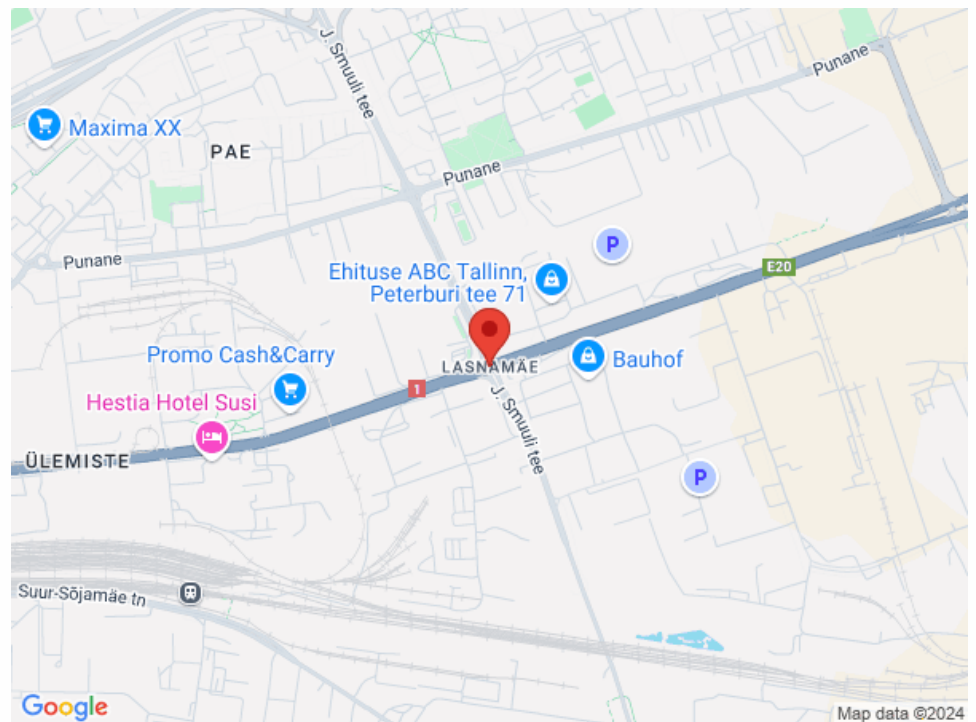 J. Smuuli tee
Punane
Maxima XX
PAE
Punane
Punane
E20
Ehituse ABC Tallinn,
Peterburi tee 71
Promo Cash&Carry
LASNAMÄE
Bauhof
1
Hestia Hotel Susi
J. Smuuli tee
ÜLEMISTE
P
P
Suur-Sõjamäe tn
Google
Map data ©2024